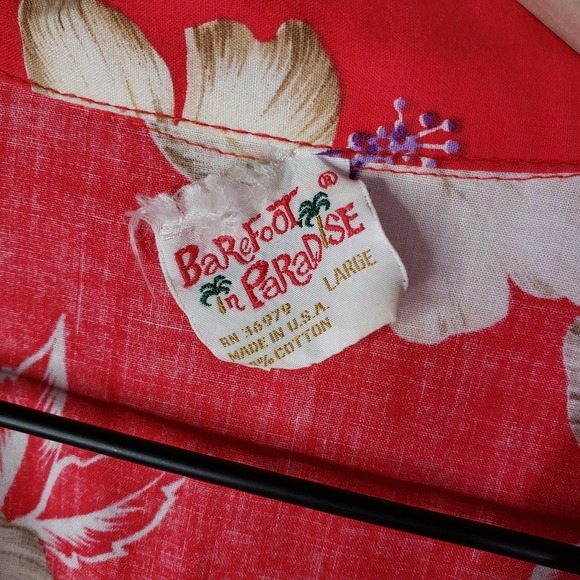 BAREFOOT ®
IN PARADISE
LARGE
RN 36979
MADE IN U.S.A.
% COTTON